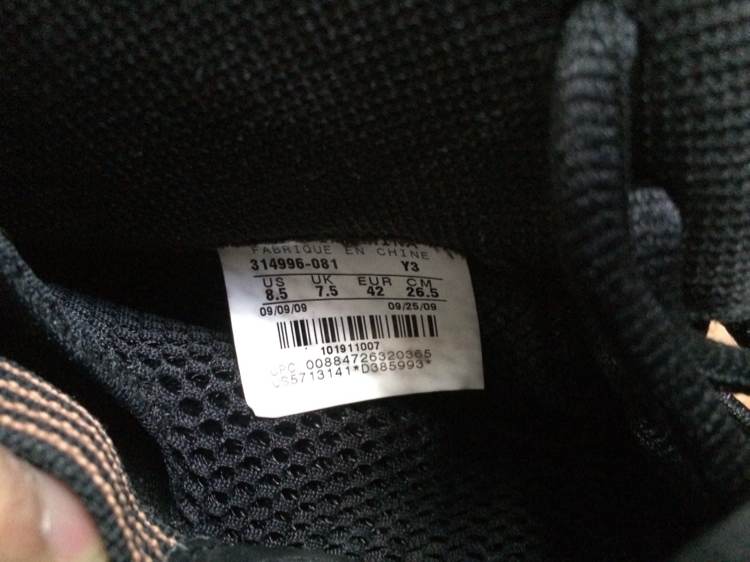 FABRIQUE EN CHINE
314996-081 Y3
US UK EUR CM
8.5 7.5 42 26.5
09/09/09 09/25/09
101911007
UPC 00884726320365
US5713141*D385993*